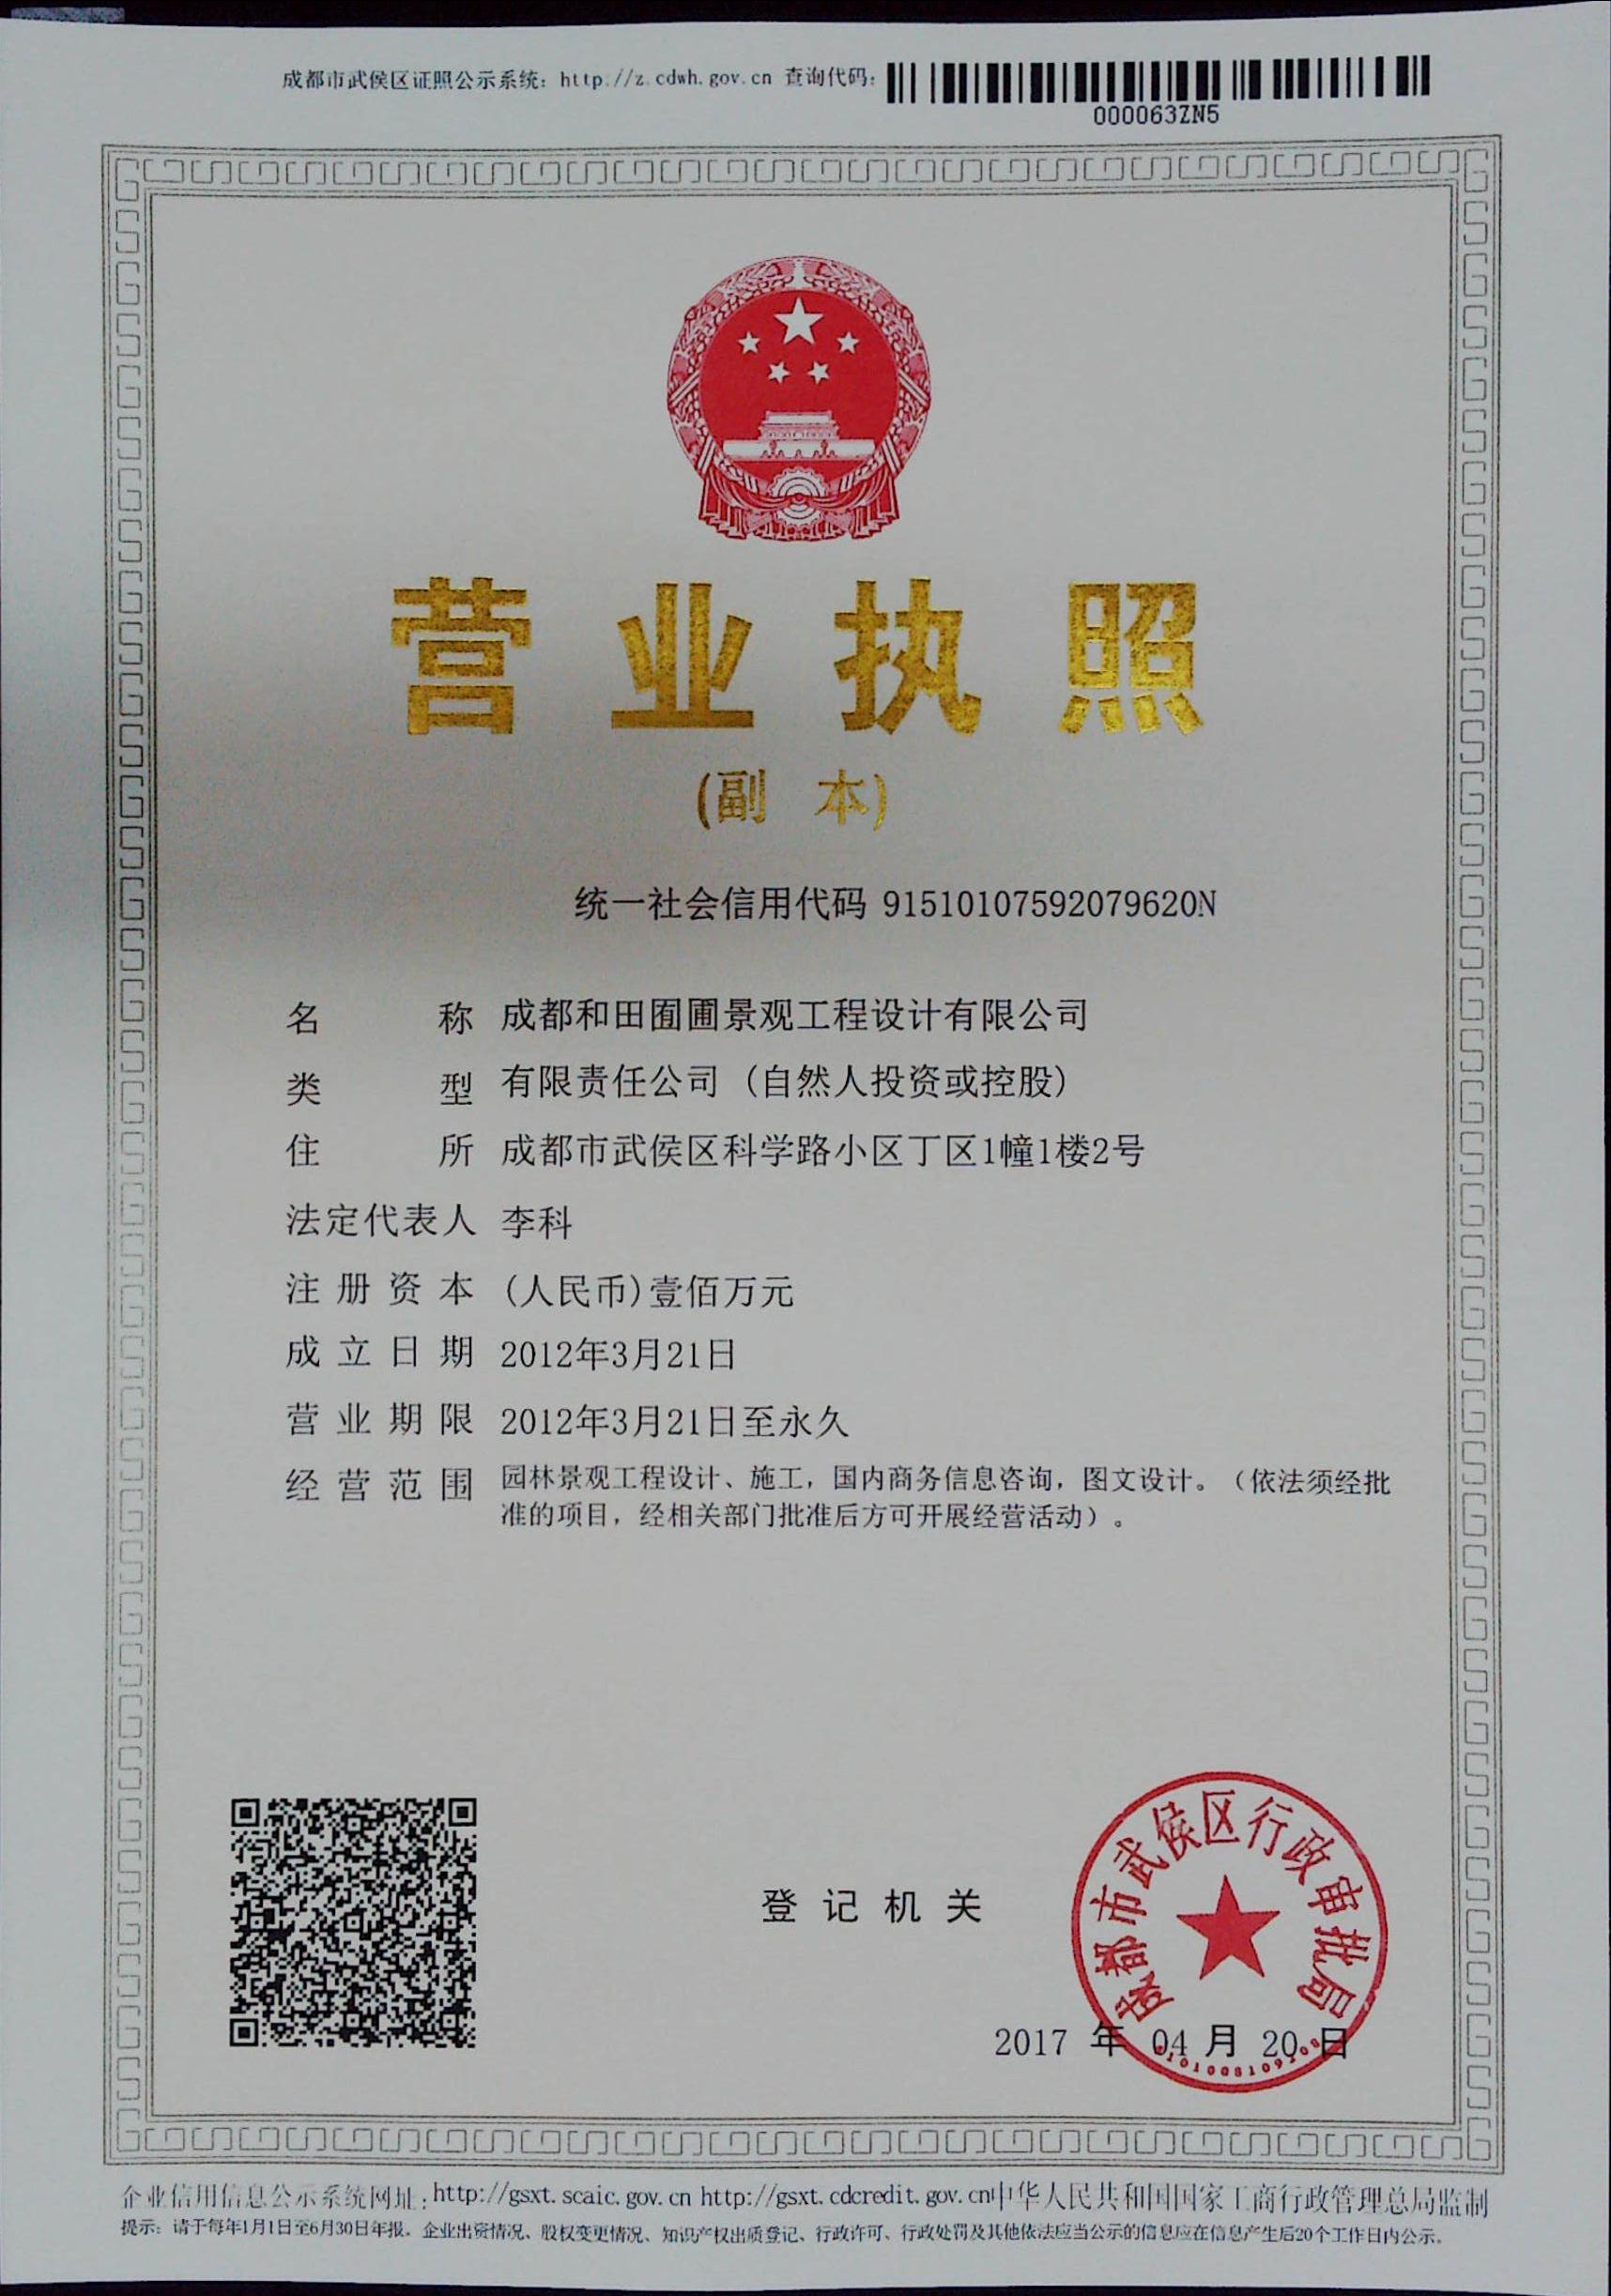 成都市武侯区证照公示系统：http://z.cdwh.gov.cn 查询代码：
000063ZN5
营业执照
(副 本)
统一社会信用代码 91510107592079620N
名 称 成都和田囿圃景观工程设计有限公司
类 型 有限责任公司（自然人投资或控股）
住 所 成都市武侯区科学路小区丁区1幢1楼2号
法定代表人 李科
注册资本 (人民币)壹佰万元
成立日期 2012年3月21日
营业期限 2012年3月21日至永久
经营范围 园林景观工程设计、施工，国内商务信息咨询，图文设计。（依法须经批
准的项目，经相关部门批准后方可开展经营活动）。
成都市武侯区行政审批局
登记机关
2017 年 04 月 20 日
企业信用信息公示系统网址：http://gsxt.scaic.gov.cn http://gsxt.cdcredit.gov.cn中华人民共和国国家工商行政管理总局监制
提示：请于每年1月1日至6月30日年报。企业出资情况、股权变更情况、知识产权出质登记、行政许可、行政处罚及其他依法应当公示的信息应在信息产生后20个工作日内公示。